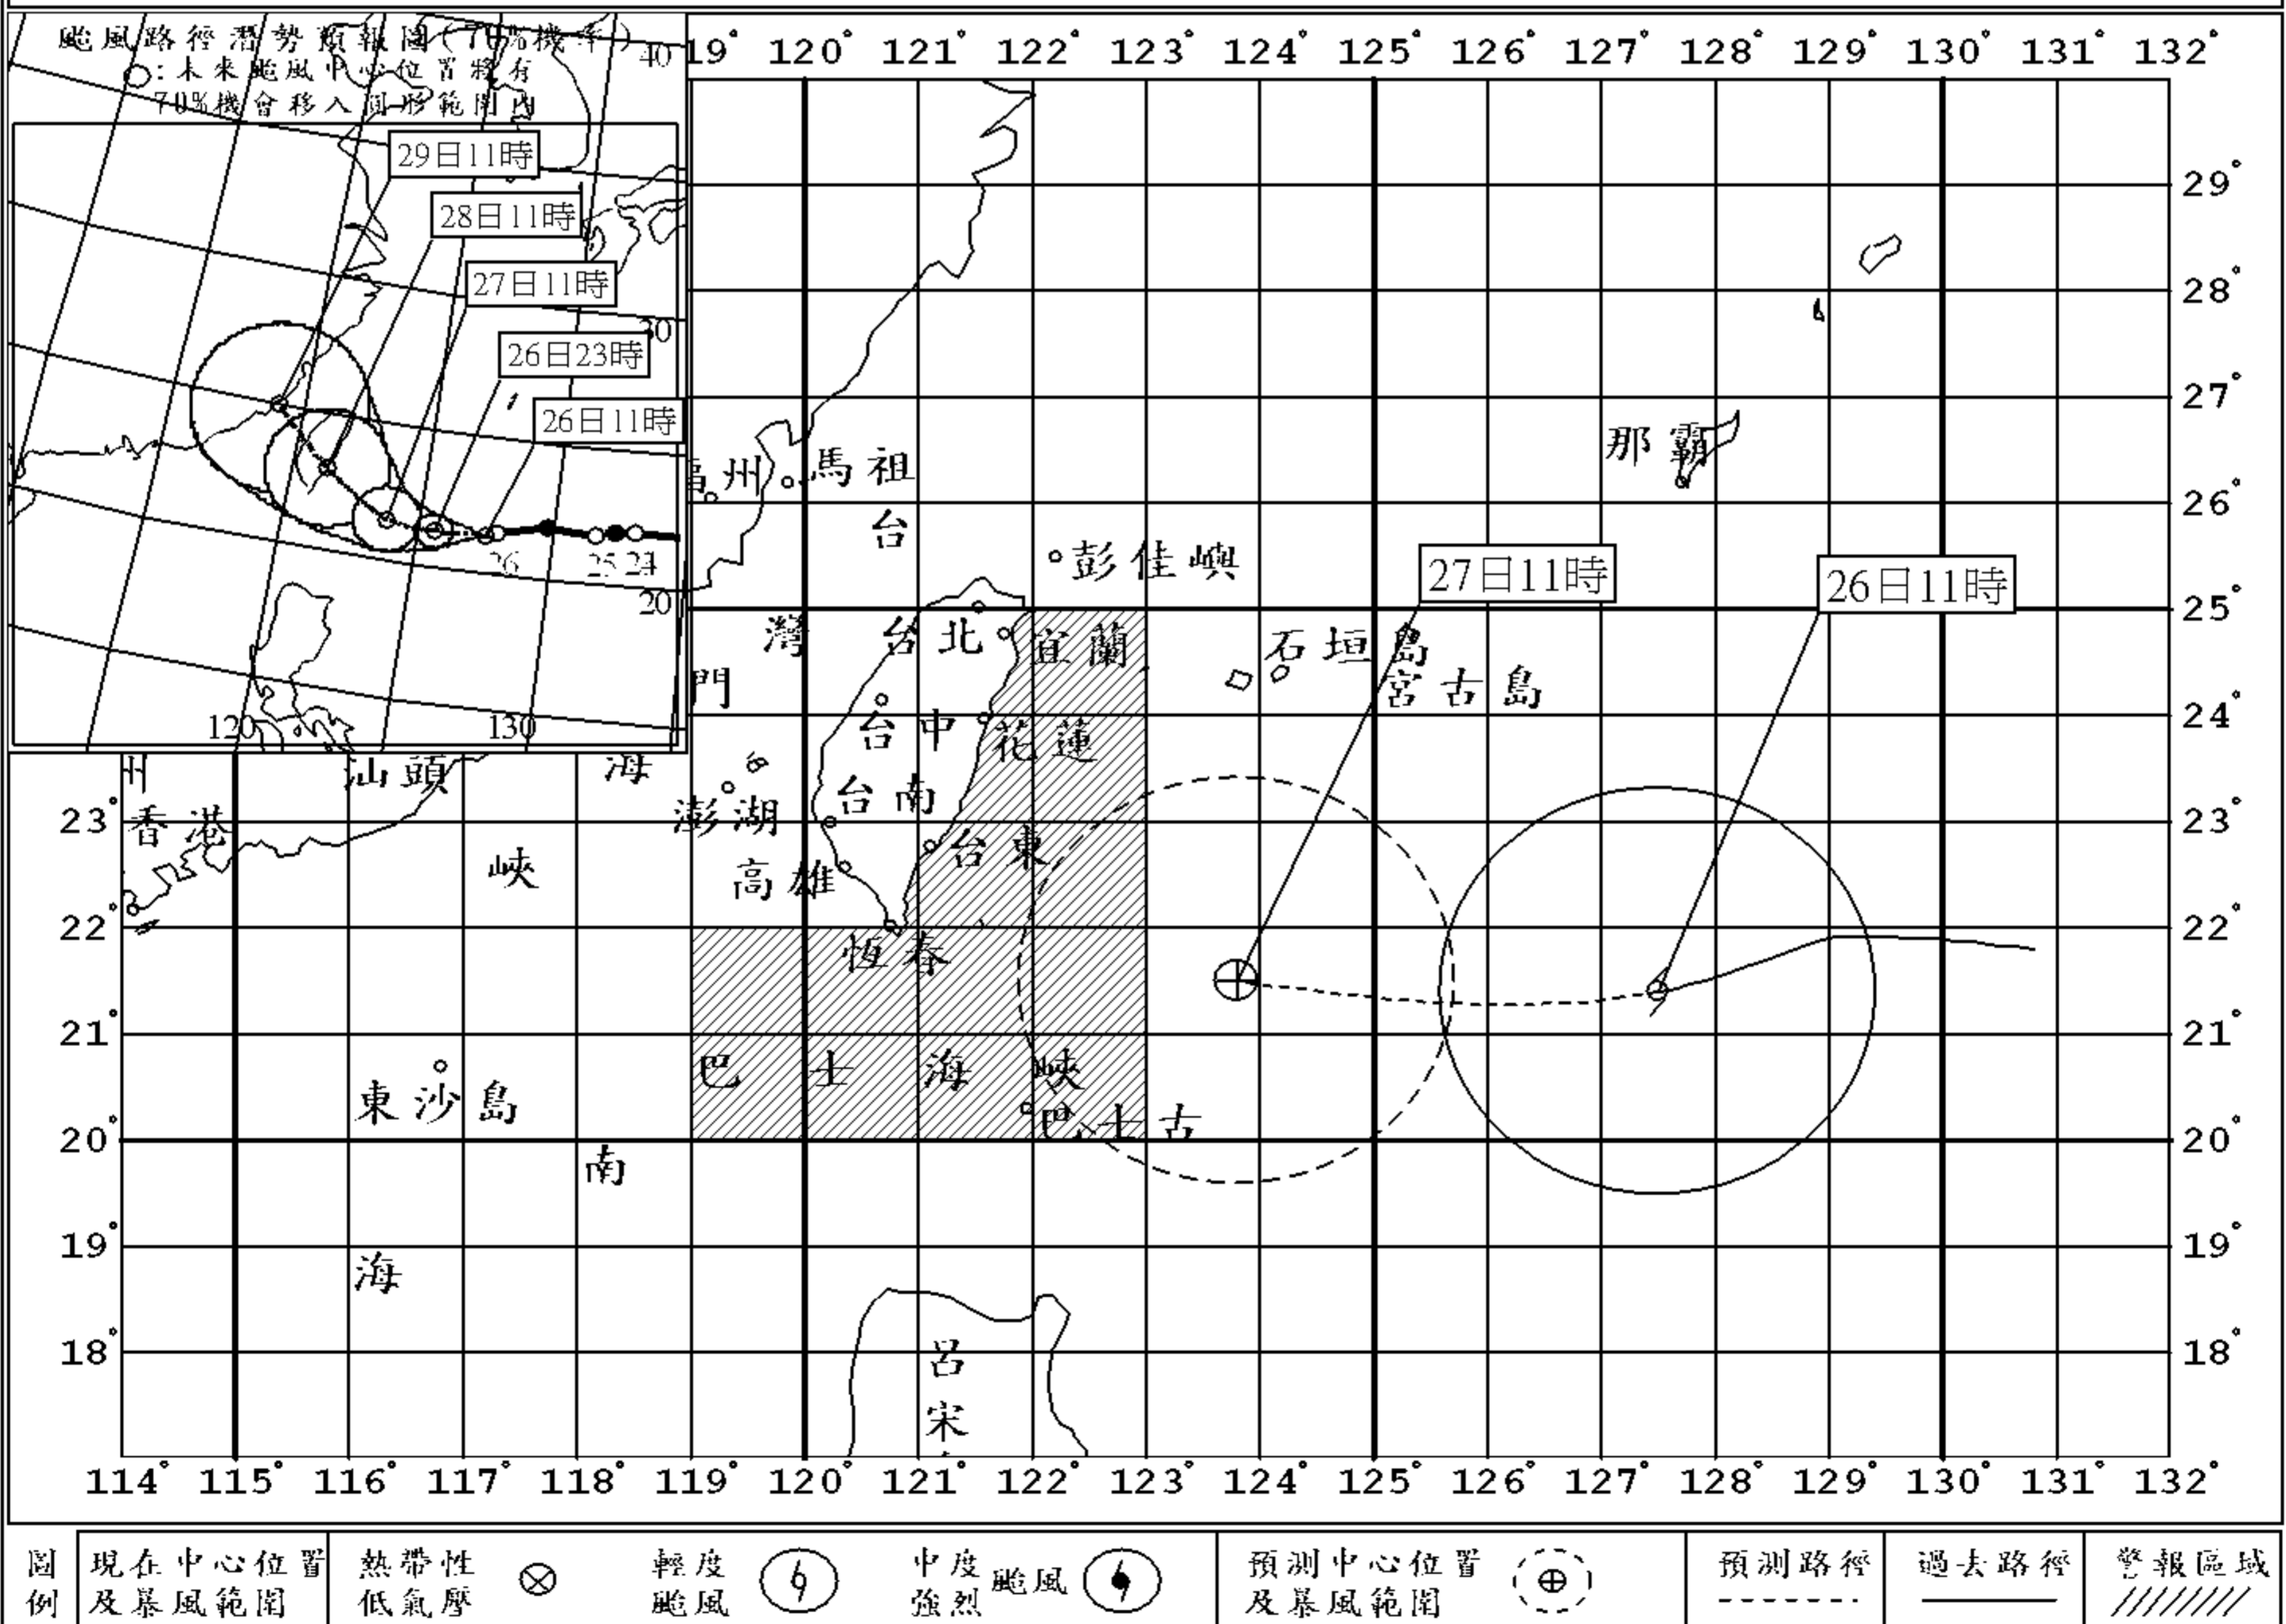 颱風路徑潛勢預報圖(70%機率)
○:未來颱風中心位置將有
70%機會移入圓形範圍內
40
29日11時
28日11時
27日11時
30
26日23時
26日11時
26 25 24
20
120 130
19° 120° 121° 122° 123° 124° 125° 126° 127° 128° 129° 130° 131° 132°
29°
28°
27°
那霸
州 馬祖
26°
台
彭佳嶼
27日11時
26日11時
25°
灣 台北 宜蘭 石垣島
門 宮古島
24°
台中 花蓮
州 汕頭 海
台南
23° 香港 澎湖 23°
台東
峽 高雄
22° 22°
恆春
21° 21°
巴士海峽
東沙島 巴士古
20° 20°
南
19° 19°
海
18° 18°
呂
宋
114° 115° 116° 117° 118° 119° 120° 121° 122° 123° 124° 125° 126° 127° 128° 129° 130° 131° 132°
圖例 現在中心位置及暴風範圍 熱帶性低氣壓 輕度颱風 中度強烈颱風 預測中心位置及暴風範圍 預測路徑 過去路徑 警報區域